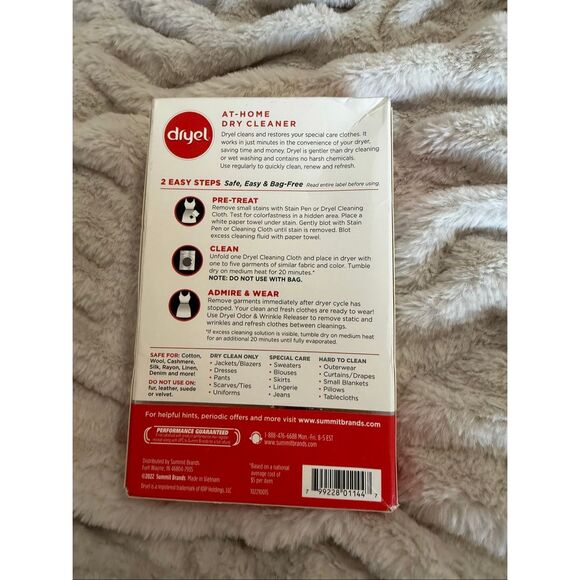 dryel
AT-HOME
DRY CLEANER
Dryel cleans and restores your special care clothes. It
works in just minutes in the convenience of your dryer,
saving time and money. Dryel is gentler than dry cleaning
or wet washing and contains no harsh chemicals.
Use regularly to quickly clean, renew and refresh.
2 EASY STEPS Safe, Easy & Bag-Free Read entire label before using.
PRE-TREAT
Remove small stains with Stain Pen or Dryel Cleaning
Cloth. Test for colorfastness in a hidden area. Place a
white paper towel under stain. Gently blot with Stain
Pen or Cleaning Cloth until stain is removed. Blot
excess cleaning fluid with paper towel.
CLEAN
Unfold one Dryel Cleaning Cloth and place in dryer with
one to five garments of similar fabric and color. Tumble
dry on medium heat for 20 minutes.*
NOTE: DO NOT USE WITH BAG.
ADMIRE & WEAR
Remove garments immediately after dryer cycle has
stopped. Your clean and fresh clothes are ready to wear!
Use Dryel Odor & Wrinkle Releaser to remove static and
wrinkles and refresh clothes between cleanings.
*If excess cleaning solution is visible, tumble dry on medium heat for
an additional 20 minutes until fully evaporated.
SAFE FOR: Cotton,
Wool, Cashmere,
Silk, Rayon, Linen,
Denim and more!
DO NOT USE ON:
fur, leather, suede
or velvet.
DRY CLEAN ONLY
• Jackets/Blazers
• Dresses
• Pants
• Scarves/Ties
• Uniforms
SPECIAL CARE
• Sweaters
• Blouses
• Skirts
• Lingerie
• Jeans
HARD TO CLEAN
• Outerwear
• Curtains/Drapes
• Small Blankets
• Pillows
• Tablecloths
For helpful hints, periodic offers and more visit www.summitbrands.com
PERFORMANCE GUARANTEED
1-888-476-6688 Mon.-Fri. 8-5 EST
www.summitbrands.com
Distributed by Summit Brands
Fort Wayne, IN 46804-7915
©2022 Summit Brands Made in Vietnam
Dryel is a registered trademark of KRP Holdings, LLC
*Based on a national
average cost of
$5 per item
102210015
7 99228 01144 7